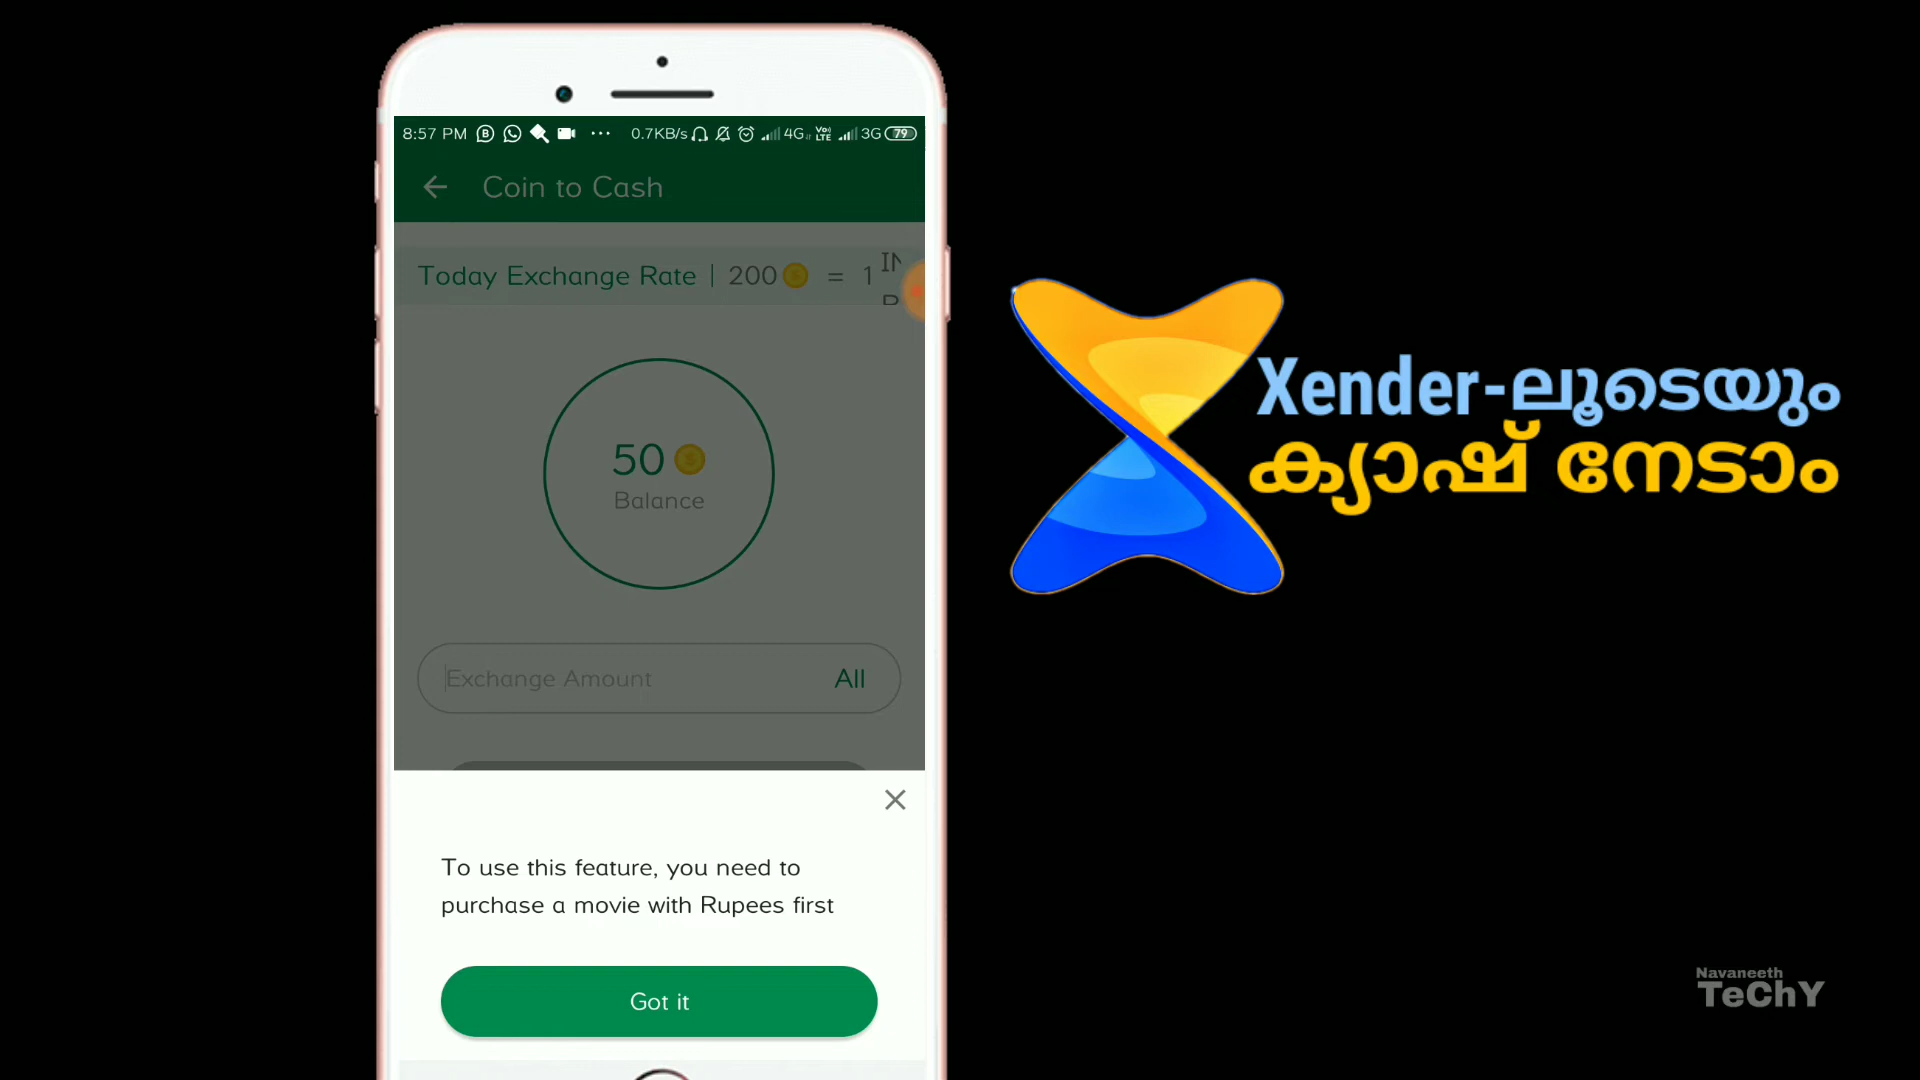 8:57 PM 0.7KB/s 4G Vo) LTE 3G 79
Coin to Cash
Today Exchange Rate | 200 = 1
50
Balance
Exchange Amount All
To use this feature, you need to
purchase a movie with Rupees first
Got it
Xender-ലൂടെയും
ക്യാഷ് നേടാം
Navaneeth
TeChY